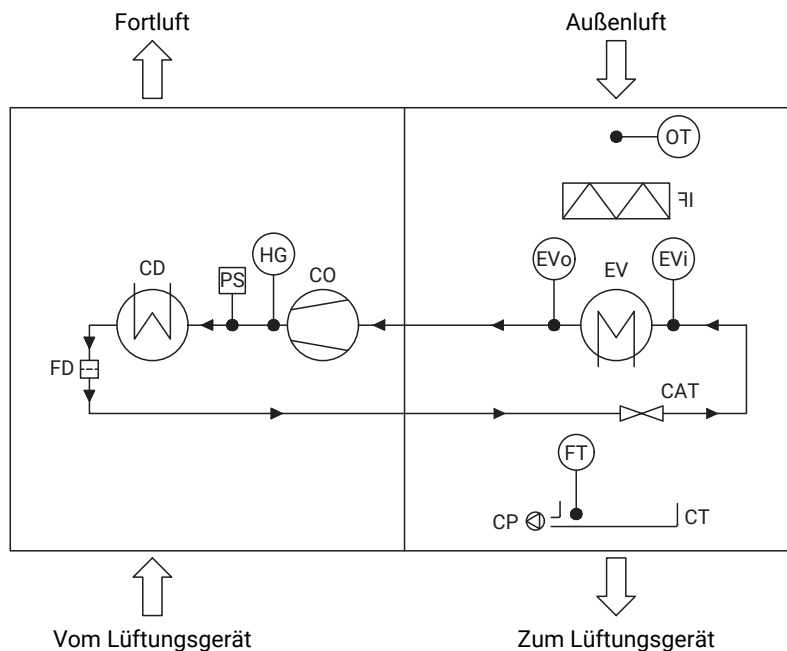 Fortluft
Außenluft
OT
IF
CD
PS
HG
CO
EVo
EV
EVi
FD
CAT
FT
CP
CT
Vom Lüftungsgerät
Zum Lüftungsgerät